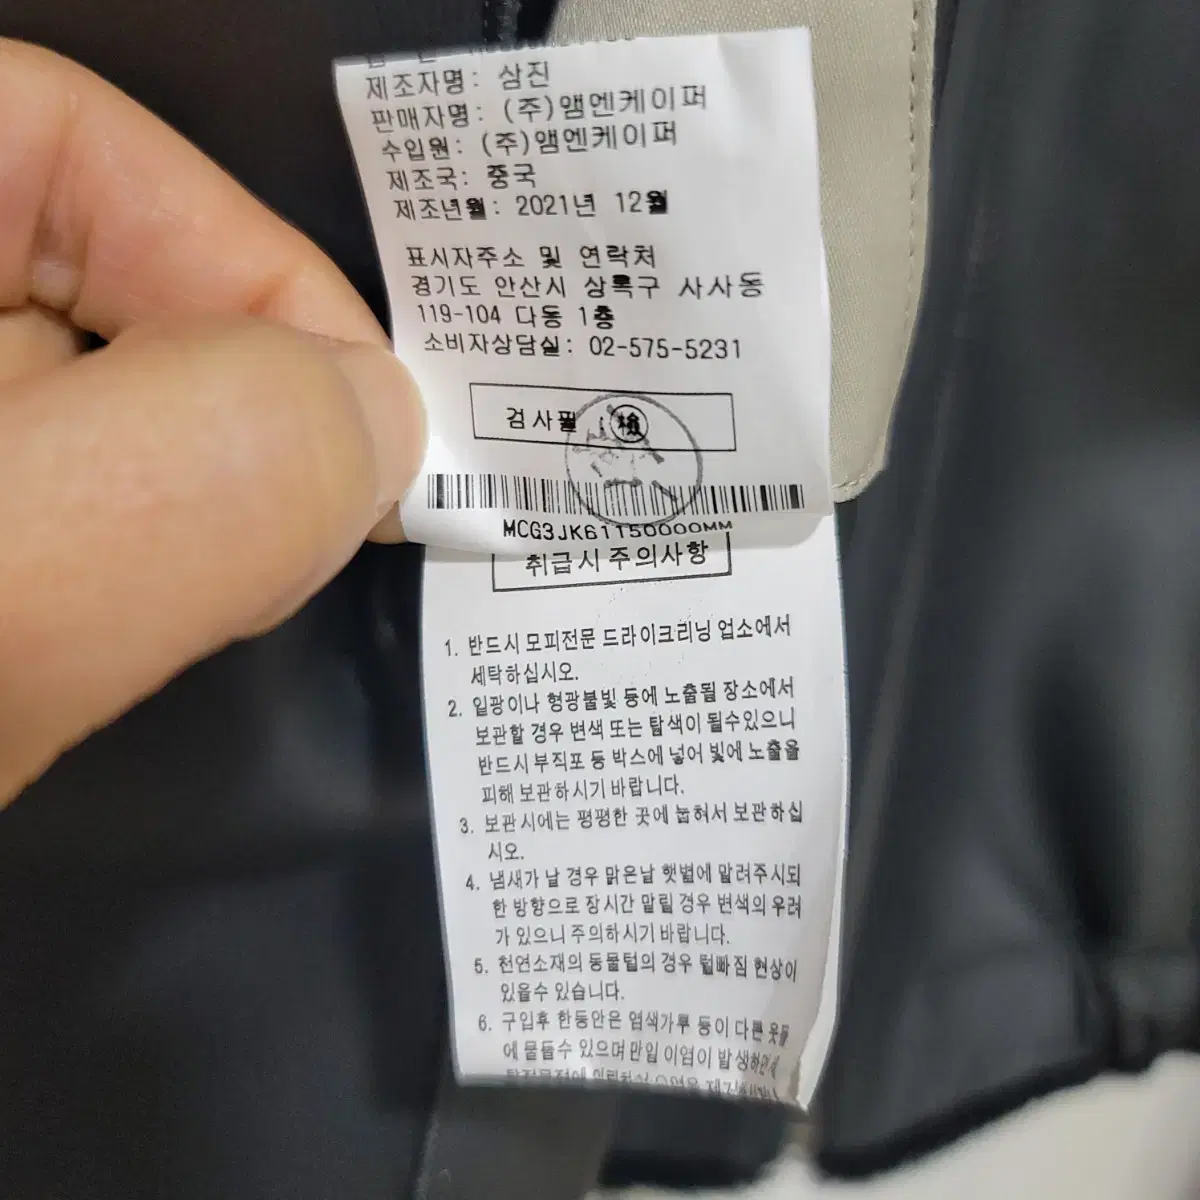 제조자명: 삼진
판매자명: (주)앰엔케이퍼
수입원: (주)앰엔케이퍼
제조국: 중국
제조년월: 2021년 12월
표시자주소 및 연락처
경기도 안산시 상록구 사사동
119-104 다동 1층
소비자상담실: 02-575-5231
검사필 檢
MCG3JK61150000MM
취급시 주의사항
1. 반드시 모피전문 드라이크리닝 업소에서
세탁하십시오.
2. 일광이나 형광불빛 등에 노출될 장소에서
보관할 경우 변색 또는 탈색이 될수있으니
반드시 부직포 등 박스에 넣어 빛에 노출을
피해 보관하시기 바랍니다.
3. 보관시에는 평평한 곳에 눕혀서 보관하십
시오.
4. 냄새가 날 경우 맑은날 햇볕에 말려주시되
한 방향으로 장시간 말릴 경우 변색의 우려
가 있으니 주의하시기 바랍니다.
5. 천연소재의 동물털의 경우 털빠짐 현상이
있을수 있습니다.
6. 구입후 한동안은 염색가루 등이 다른 옷들
에 묻을수 있으며 만일 이염이 발생하면 세